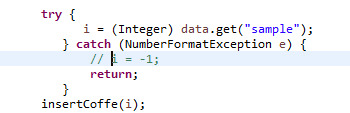 try {
i = (Integer) data.get("sample");
} catch (NumberFormatException e) {
// i = -1;
return;
}
insertCoffe(i);